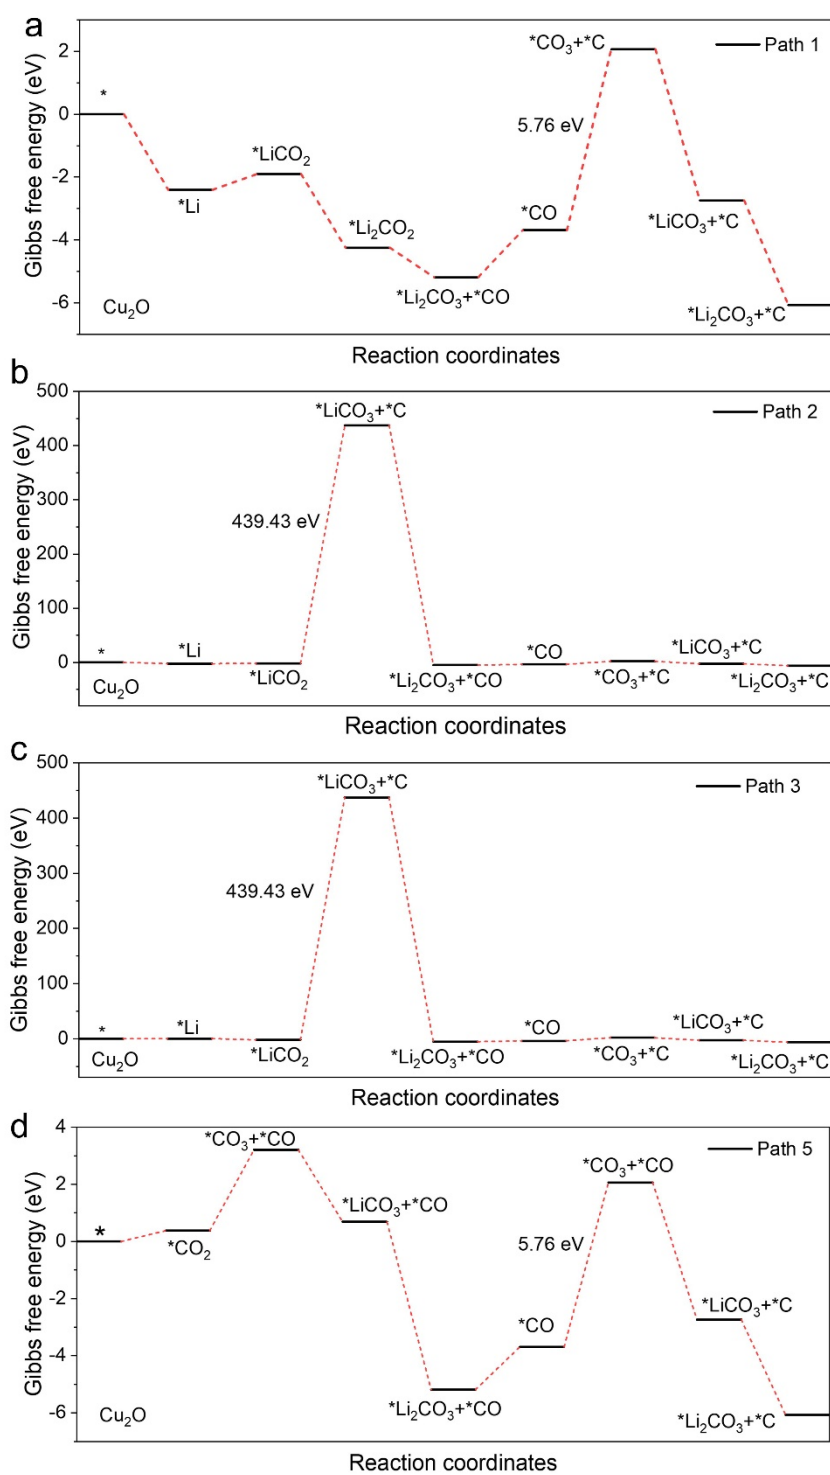 a
Path 1
*CO₃+*C
2
0
-2
-4
-6
Gibbs free energy (eV)
*
*Li
*LiCO₂
*Li₂CO₂
*Li₂CO₃+*CO
*CO
5.76 eV
*LiCO₃+*C
*Li₂CO₃+*C
Cu₂O
Reaction coordinates
b
500
400
300
200
100
0
Gibbs free energy (eV)
*LiCO₃+*C
Path 2
439.43 eV
*
*Li
*LiCO₂
*Li₂CO₃+*CO
*CO
*CO₃+*C
*LiCO₃+*C
*Li₂CO₃+*C
Cu₂O
Reaction coordinates
c
500
400
300
200
100
0
Gibbs free energy (eV)
*LiCO₃+*C
Path 3
439.43 eV
*
*Li
*LiCO₂
*Li₂CO₃+*CO
*CO
*CO₃+*C
*LiCO₃+*C
*Li₂CO₃+*C
Cu₂O
Reaction coordinates
d
4
2
0
-2
-4
-6
Gibbs free energy (eV)
Path 5
*
*CO₂
*CO₃+*CO
*LiCO₃+*CO
*Li₂CO₃+*CO
*CO
5.76 eV
*CO₃+*CO
*LiCO₃+*C
*Li₂CO₃+*C
Cu₂O
Reaction coordinates